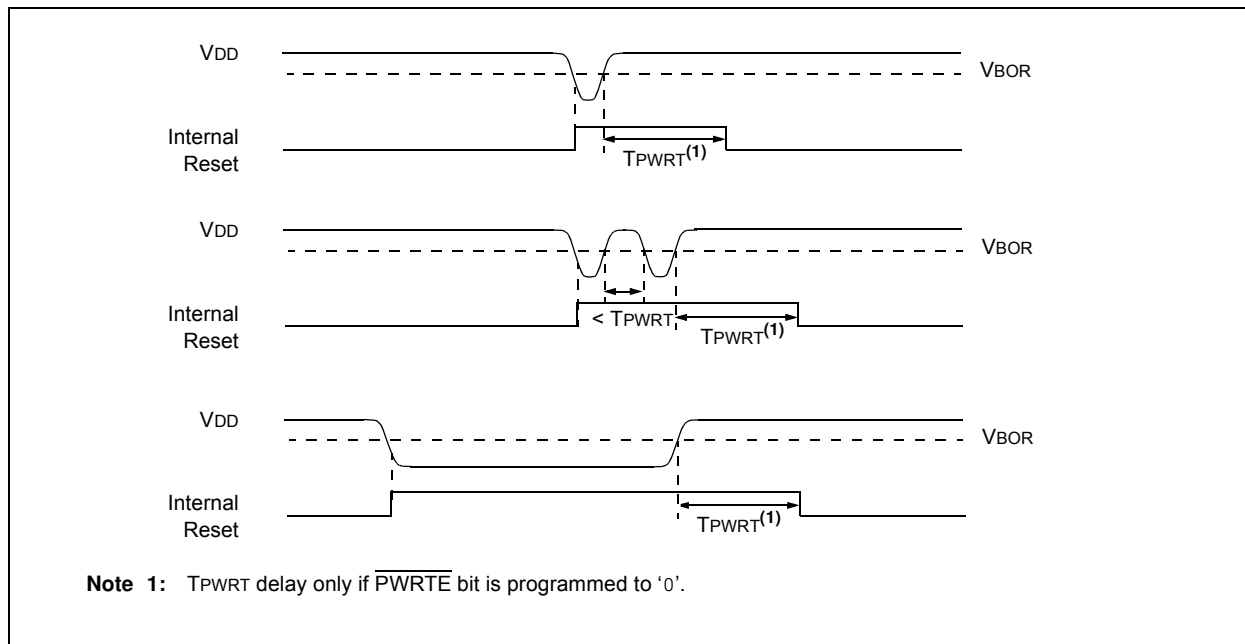 VDD
VBOR
Internal
Reset
TPWRT(1)
VDD
VBOR
Internal
Reset
< TPWRT
TPWRT(1)
VDD
VBOR
Internal
Reset
TPWRT(1)
Note 1: TPWRT delay only if PWRTE bit is programmed to ‘0’.